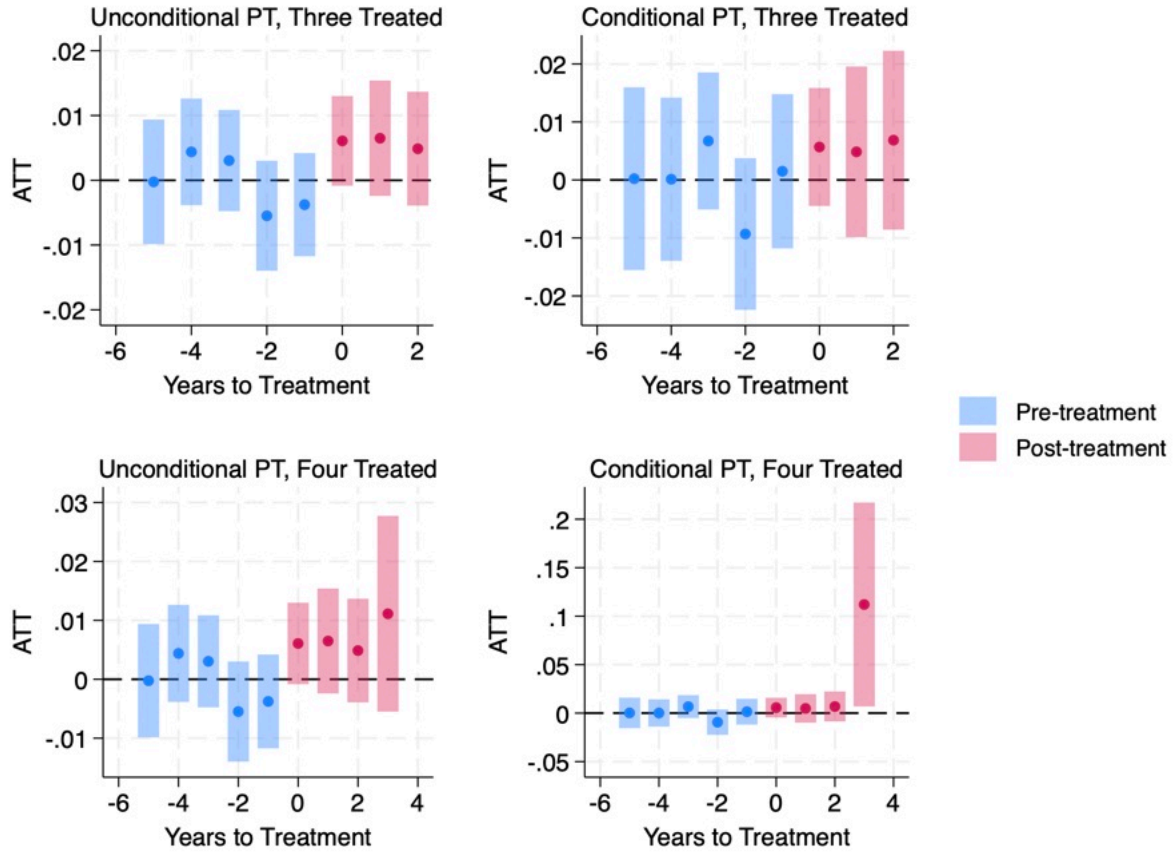 Unconditional PT, Three Treated
.02
.01
0
-.01
-.02
ATT
-6 -4 -2 0 2
Years to Treatment
Conditional PT, Three Treated
.02
.01
0
-.01
-.02
ATT
-6 -4 -2 0 2
Years to Treatment
Pre-treatment
Post-treatment
Unconditional PT, Four Treated
.03
.02
.01
0
-.01
ATT
-6 -4 -2 0 2 4
Years to Treatment
Conditional PT, Four Treated
.2
.15
.1
.05
0
-.05
ATT
-6 -4 -2 0 2 4
Years to Treatment